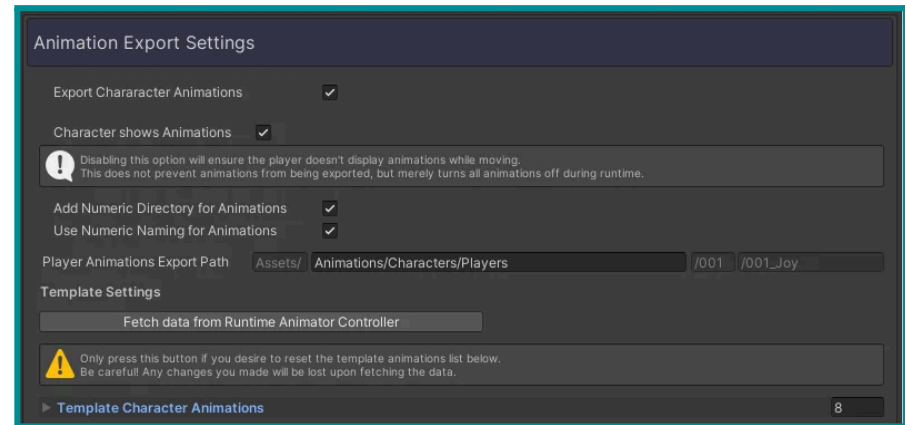 Animation Export Settings
Export Chararacter Animations
Character shows Animations
Disabling this option will ensure the player doesn't display animations while moving.
This does not prevent animations from being exported, but merely turns all animations off during runtime.
Add Numeric Directory for Animations
Use Numeric Naming for Animations
Player Animations Export Path Assets/ Animations/Characters/Players /001 /001_Joy
Template Settings
Fetch data from Runtime Animator Controller
Only press this button if you desire to reset the template animations list below.
Be careful! Any changes you made will be lost upon fetching the data.
Template Character Animations 8